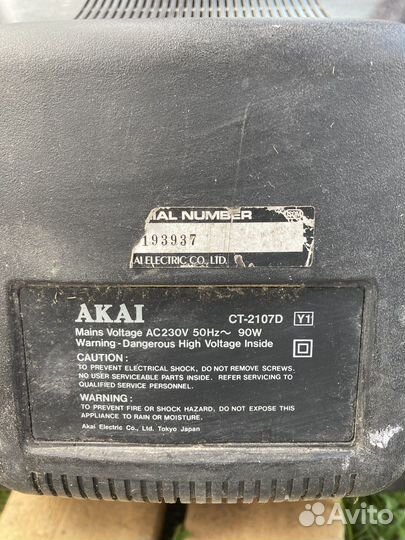 IAL NUMBER
193937
AI ELECTRIC CO., LTD.
AKAI
CT-2107D Y1
Mains Voltage AC230V 50Hz～ 90W
Warning-Dangerous High Voltage Inside
CAUTION :
TO PREVENT ELECTRICAL SHOCK, DO NOT REMOVE SCREWS.
NO USER SERVICEABLE PARTS INSIDE. REFER SERVICING TO
QUALIFIED SERVICE PERSONNEL.
WARNING :
TO PREVENT FIRE OR SHOCK HAZARD, DO NOT EXPOSE THIS
APPLIANCE TO RAIN OR MOISTURE.
Akai Electric Co., Ltd. Tokyo Japan
Avito